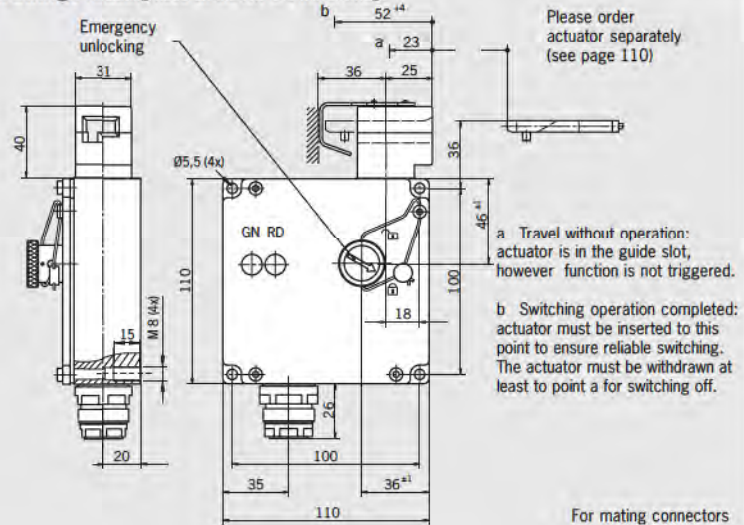 b
52 +4
Please order
actuator separately
(see page 110)
Emergency
unlocking
a
23
31
36
25
40
36
Ø5,5 (4x)
46 ±1
GN RD
a Travel without operation:
actuator is in the guide slot,
however function is not triggered.
110
100
b Switching operation completed:
actuator must be inserted to this
point to ensure reliable switching.
The actuator must be withdrawn at
least to point a for switching off.
M 8 (4x)
15
18
26
20
100
35
36 ±1
110
For mating connectors